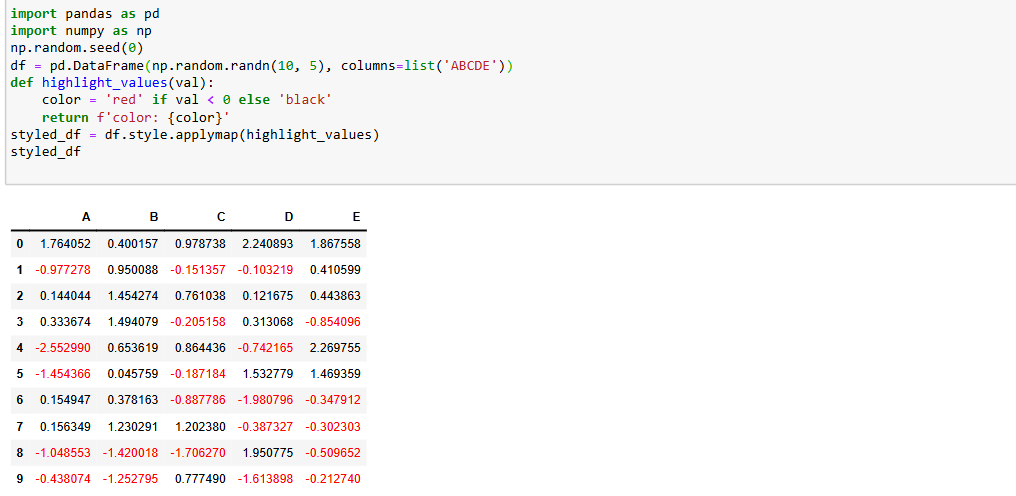 import pandas as pd
import numpy as np
np.random.seed(0)
df = pd.DataFrame(np.random.randn(10, 5), columns=list('ABCDE'))
def highlight_values(val):
    color = 'red' if val < 0 else 'black'
    return f'color: {color}'
styled_df = df.style.applymap(highlight_values)
styled_df
A B C D E
0 1.764052 0.400157 0.978738 2.240893 1.867558
1 -0.977278 0.950088 -0.151357 -0.103219 0.410599
2 0.144044 1.454274 0.761038 0.121675 0.443863
3 0.333674 1.494079 -0.205158 0.313068 -0.854096
4 -2.552990 0.653619 0.864436 -0.742165 2.269755
5 -1.454366 0.045759 -0.187184 1.532779 1.469359
6 0.154947 0.378163 -0.887786 -1.980796 -0.347912
7 0.156349 1.230291 1.202380 -0.387327 -0.302303
8 -1.048553 -1.420018 -1.706270 1.950775 -0.509652
9 -0.438074 -1.252795 0.777490 -1.613898 -0.212740